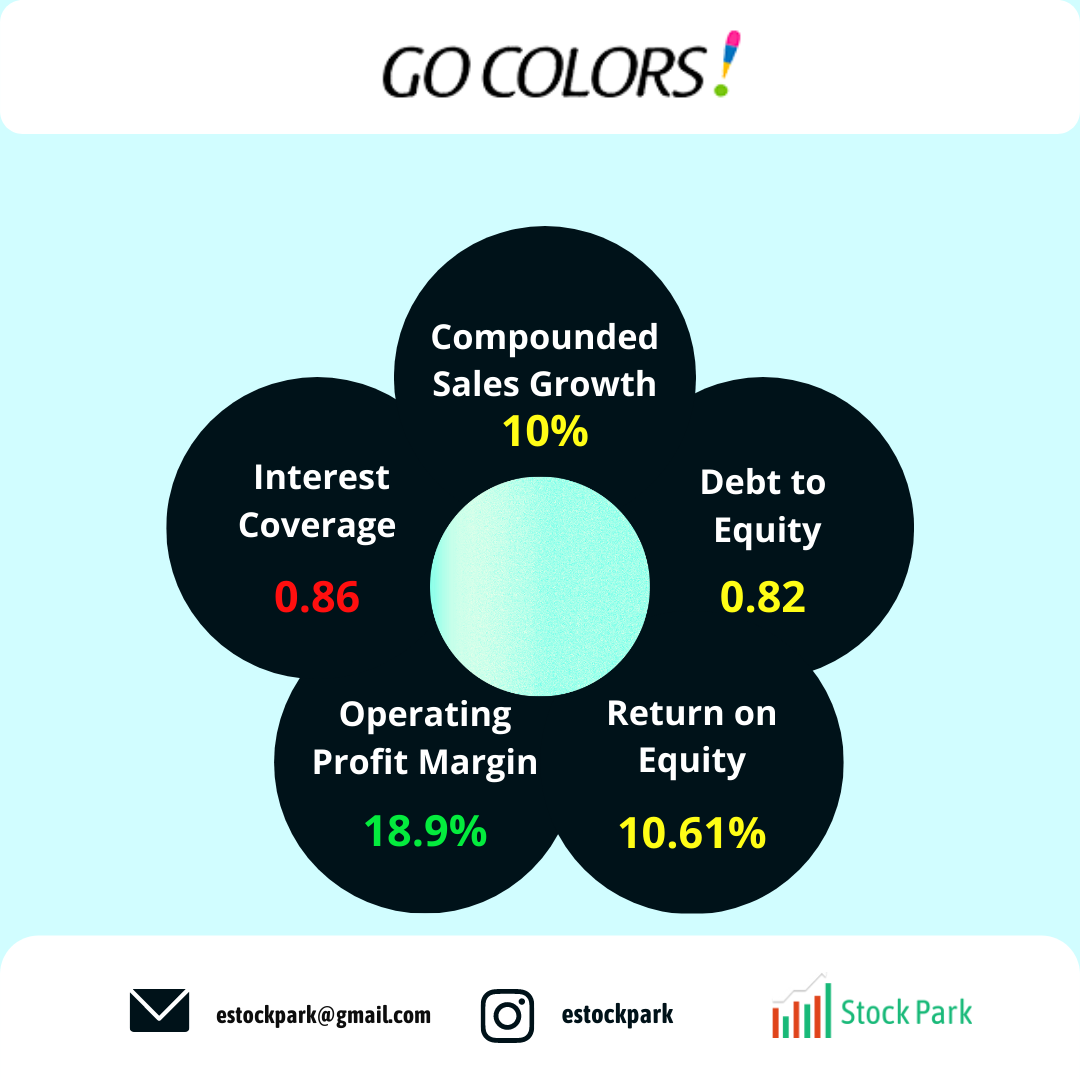 GO COLORS!
Compounded
Sales Growth
10%
Interest
Coverage
0.86
Debt to
Equity
0.82
Operating
Profit Margin
18.9%
Return on
Equity
10.61%
estockpark@gmail.com
estockpark
Stock Park